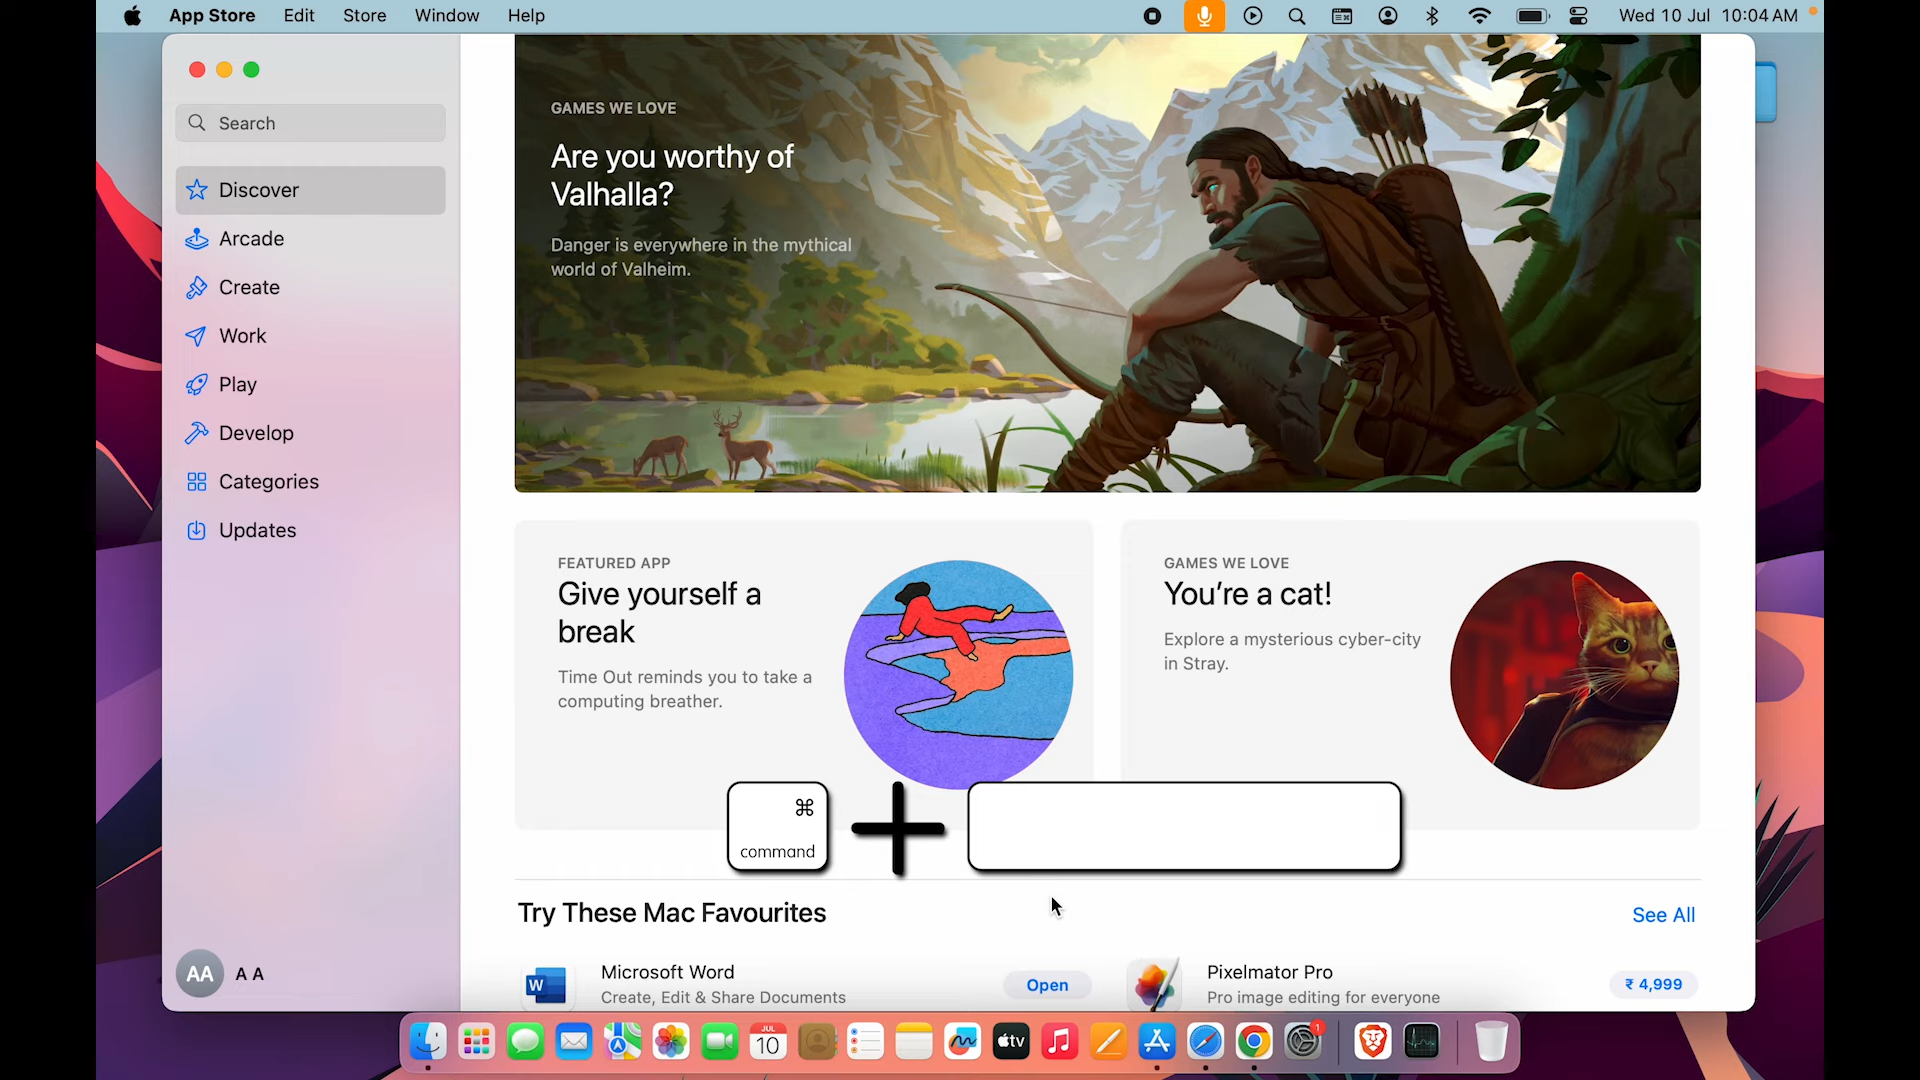 App Store Edit Store Window Help Wed 10 Jul 10:04 AM
Search
Discover
Arcade
Create
Work
Play
Develop
Categories
Updates
AA A A
GAMES WE LOVE
Are you worthy of
Valhalla?
Danger is everywhere in the mythical
world of Valheim.
FEATURED APP
Give yourself a
break
Time Out reminds you to take a
computing breather.
GAMES WE LOVE
You're a cat!
Explore a mysterious cyber-city
in Stray.
⌘
command
+
Try These Mac Favourites
See All
W
Microsoft Word
Create, Edit & Share Documents
Open
Pixelmator Pro
Pro image editing for everyone
₹ 4,999
JUL
10
tv
1